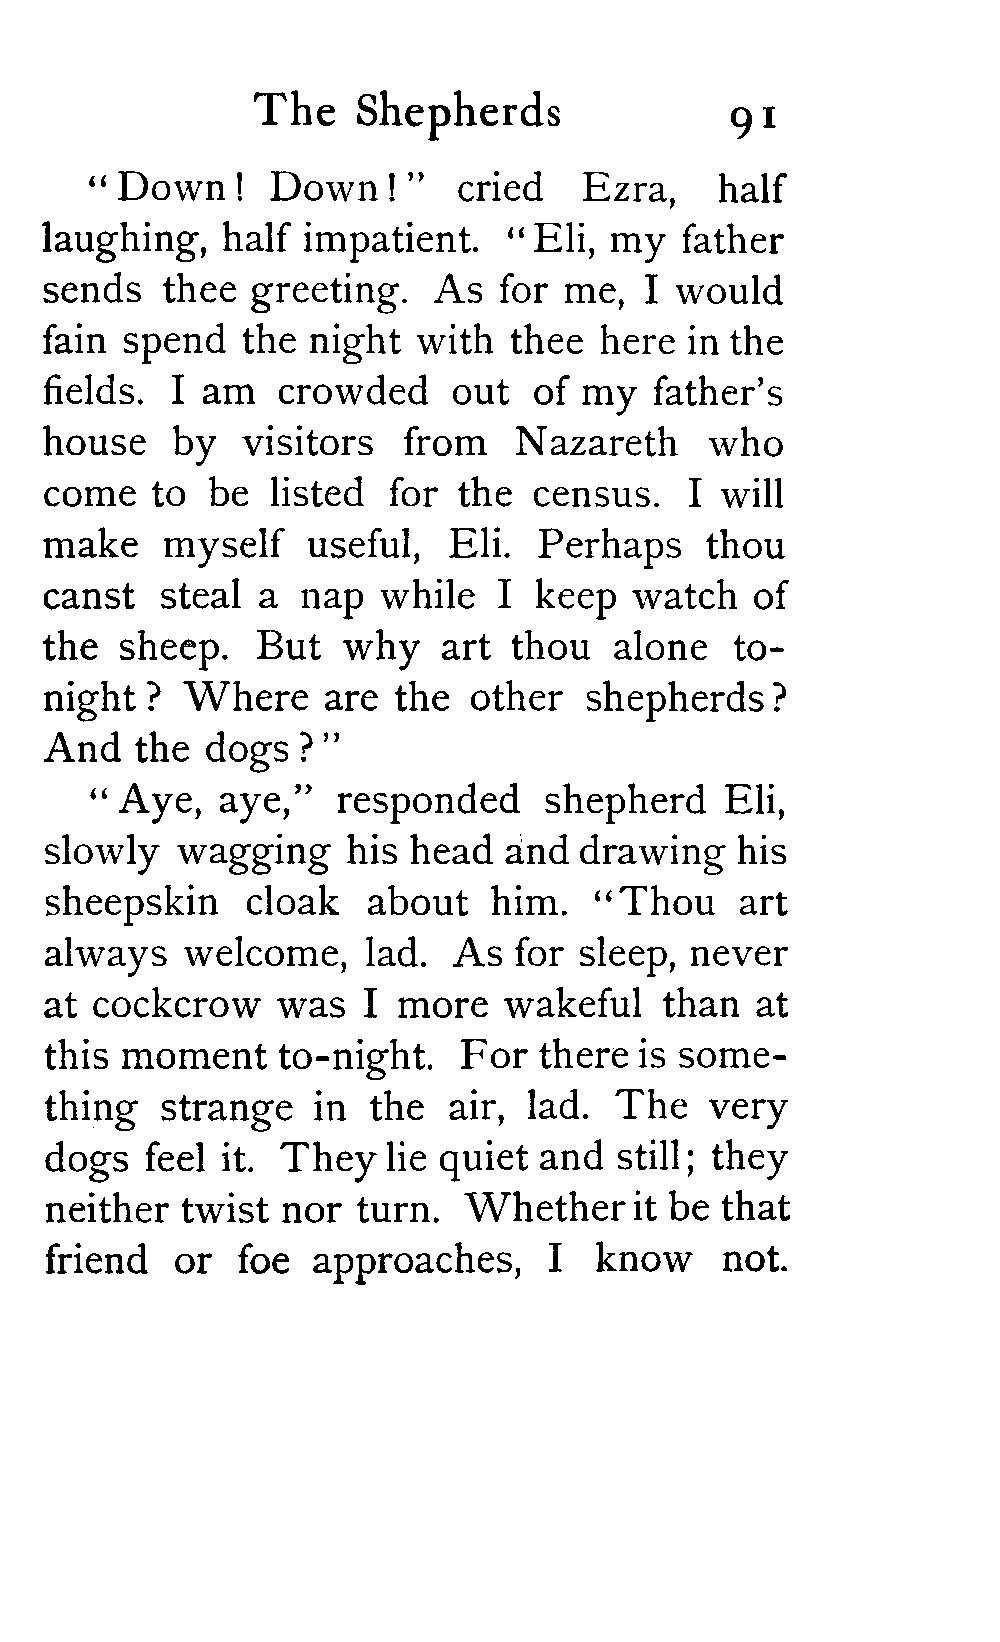 The Shepherds 91
"Down! Down!" cried Ezra, half
laughing, half impatient. "Eli, my father
sends thee greeting. As for me, I would
fain spend the night with thee here in the
fields. I am crowded out of my father's
house by visitors from Nazareth who
come to be listed for the census. I will
make myself useful, Eli. Perhaps thou
canst steal a nap while I keep watch of
the sheep. But why art thou alone to-
night? Where are the other shepherds?
And the dogs?"
"Aye, aye," responded shepherd Eli,
slowly wagging his head and drawing his
sheepskin cloak about him. "Thou art
always welcome, lad. As for sleep, never
at cockcrow was I more wakeful than at
this moment to-night. For there is some-
thing strange in the air, lad. The very
dogs feel it. They lie quiet and still; they
neither twist nor turn. Whether it be that
friend or foe approaches, I know not.